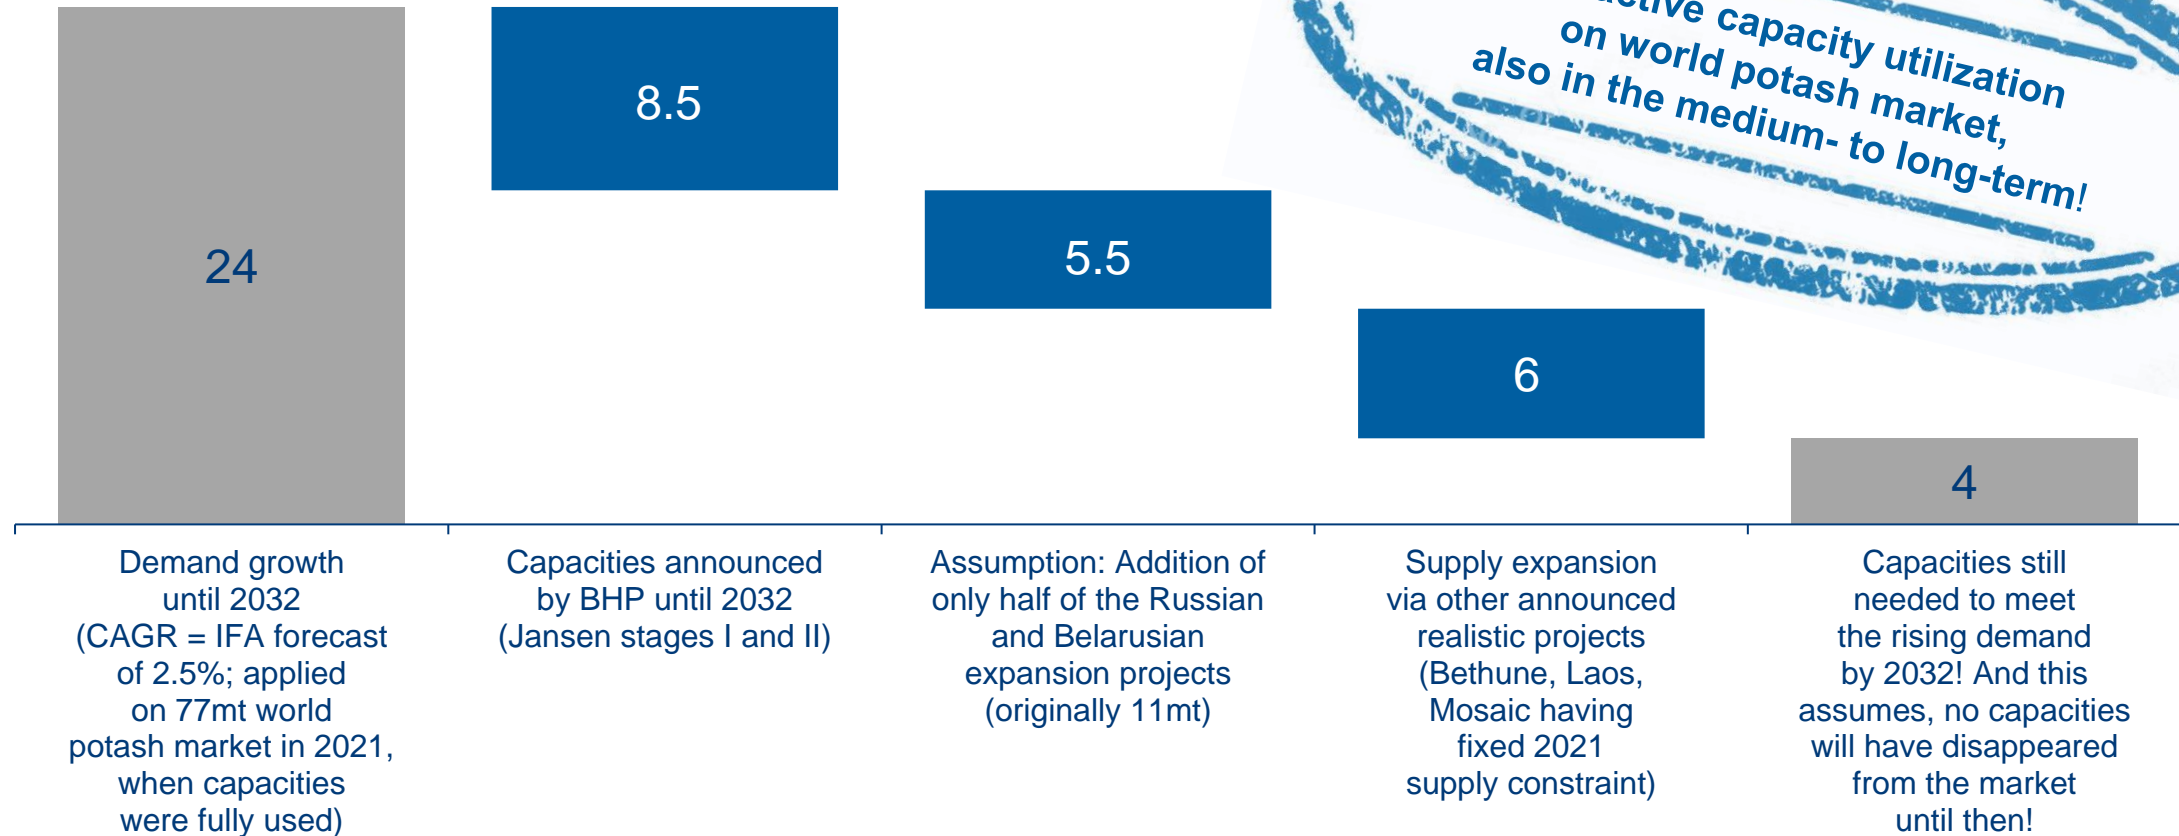 on world potash market,
capacity utilization
also in the medium- to long-term!
24
8.5
5.5
6
4
Demand growth
until 2032
(CAGR = IFA forecast
of 2.5%; applied
on 77mt world
potash market in 2021,
when capacities
were fully used)
Capacities announced
by BHP until 2032
(Jansen stages I and II)
Assumption: Addition of
only half of the Russian
and Belarusian
expansion projects
(originally 11mt)
Supply expansion
via other announced
realistic projects
(Bethune, Laos,
Mosaic having
fixed 2021
supply constraint)
Capacities still
needed to meet
the rising demand
by 2032! And this
assumes, no capacities
will have disappeared
from the market
until then!